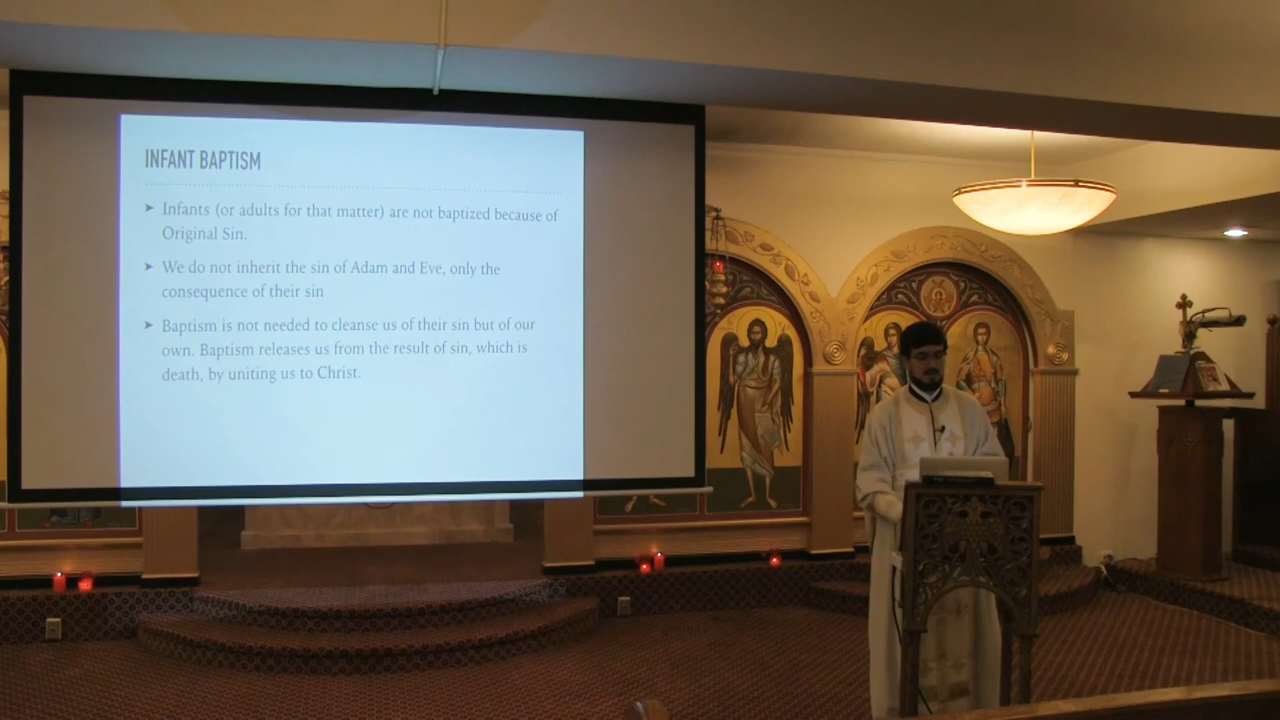 INFANT BAPTISM
➤ Infants (or adults for that matter) are not baptized because of
Original Sin.
➤ We do not inherit the sin of Adam and Eve, only the
consequence of their sin
➤ Baptism is not needed to cleanse us of their sin but of our
own. Baptism releases us from the result of sin, which is
death, by uniting us to Christ.